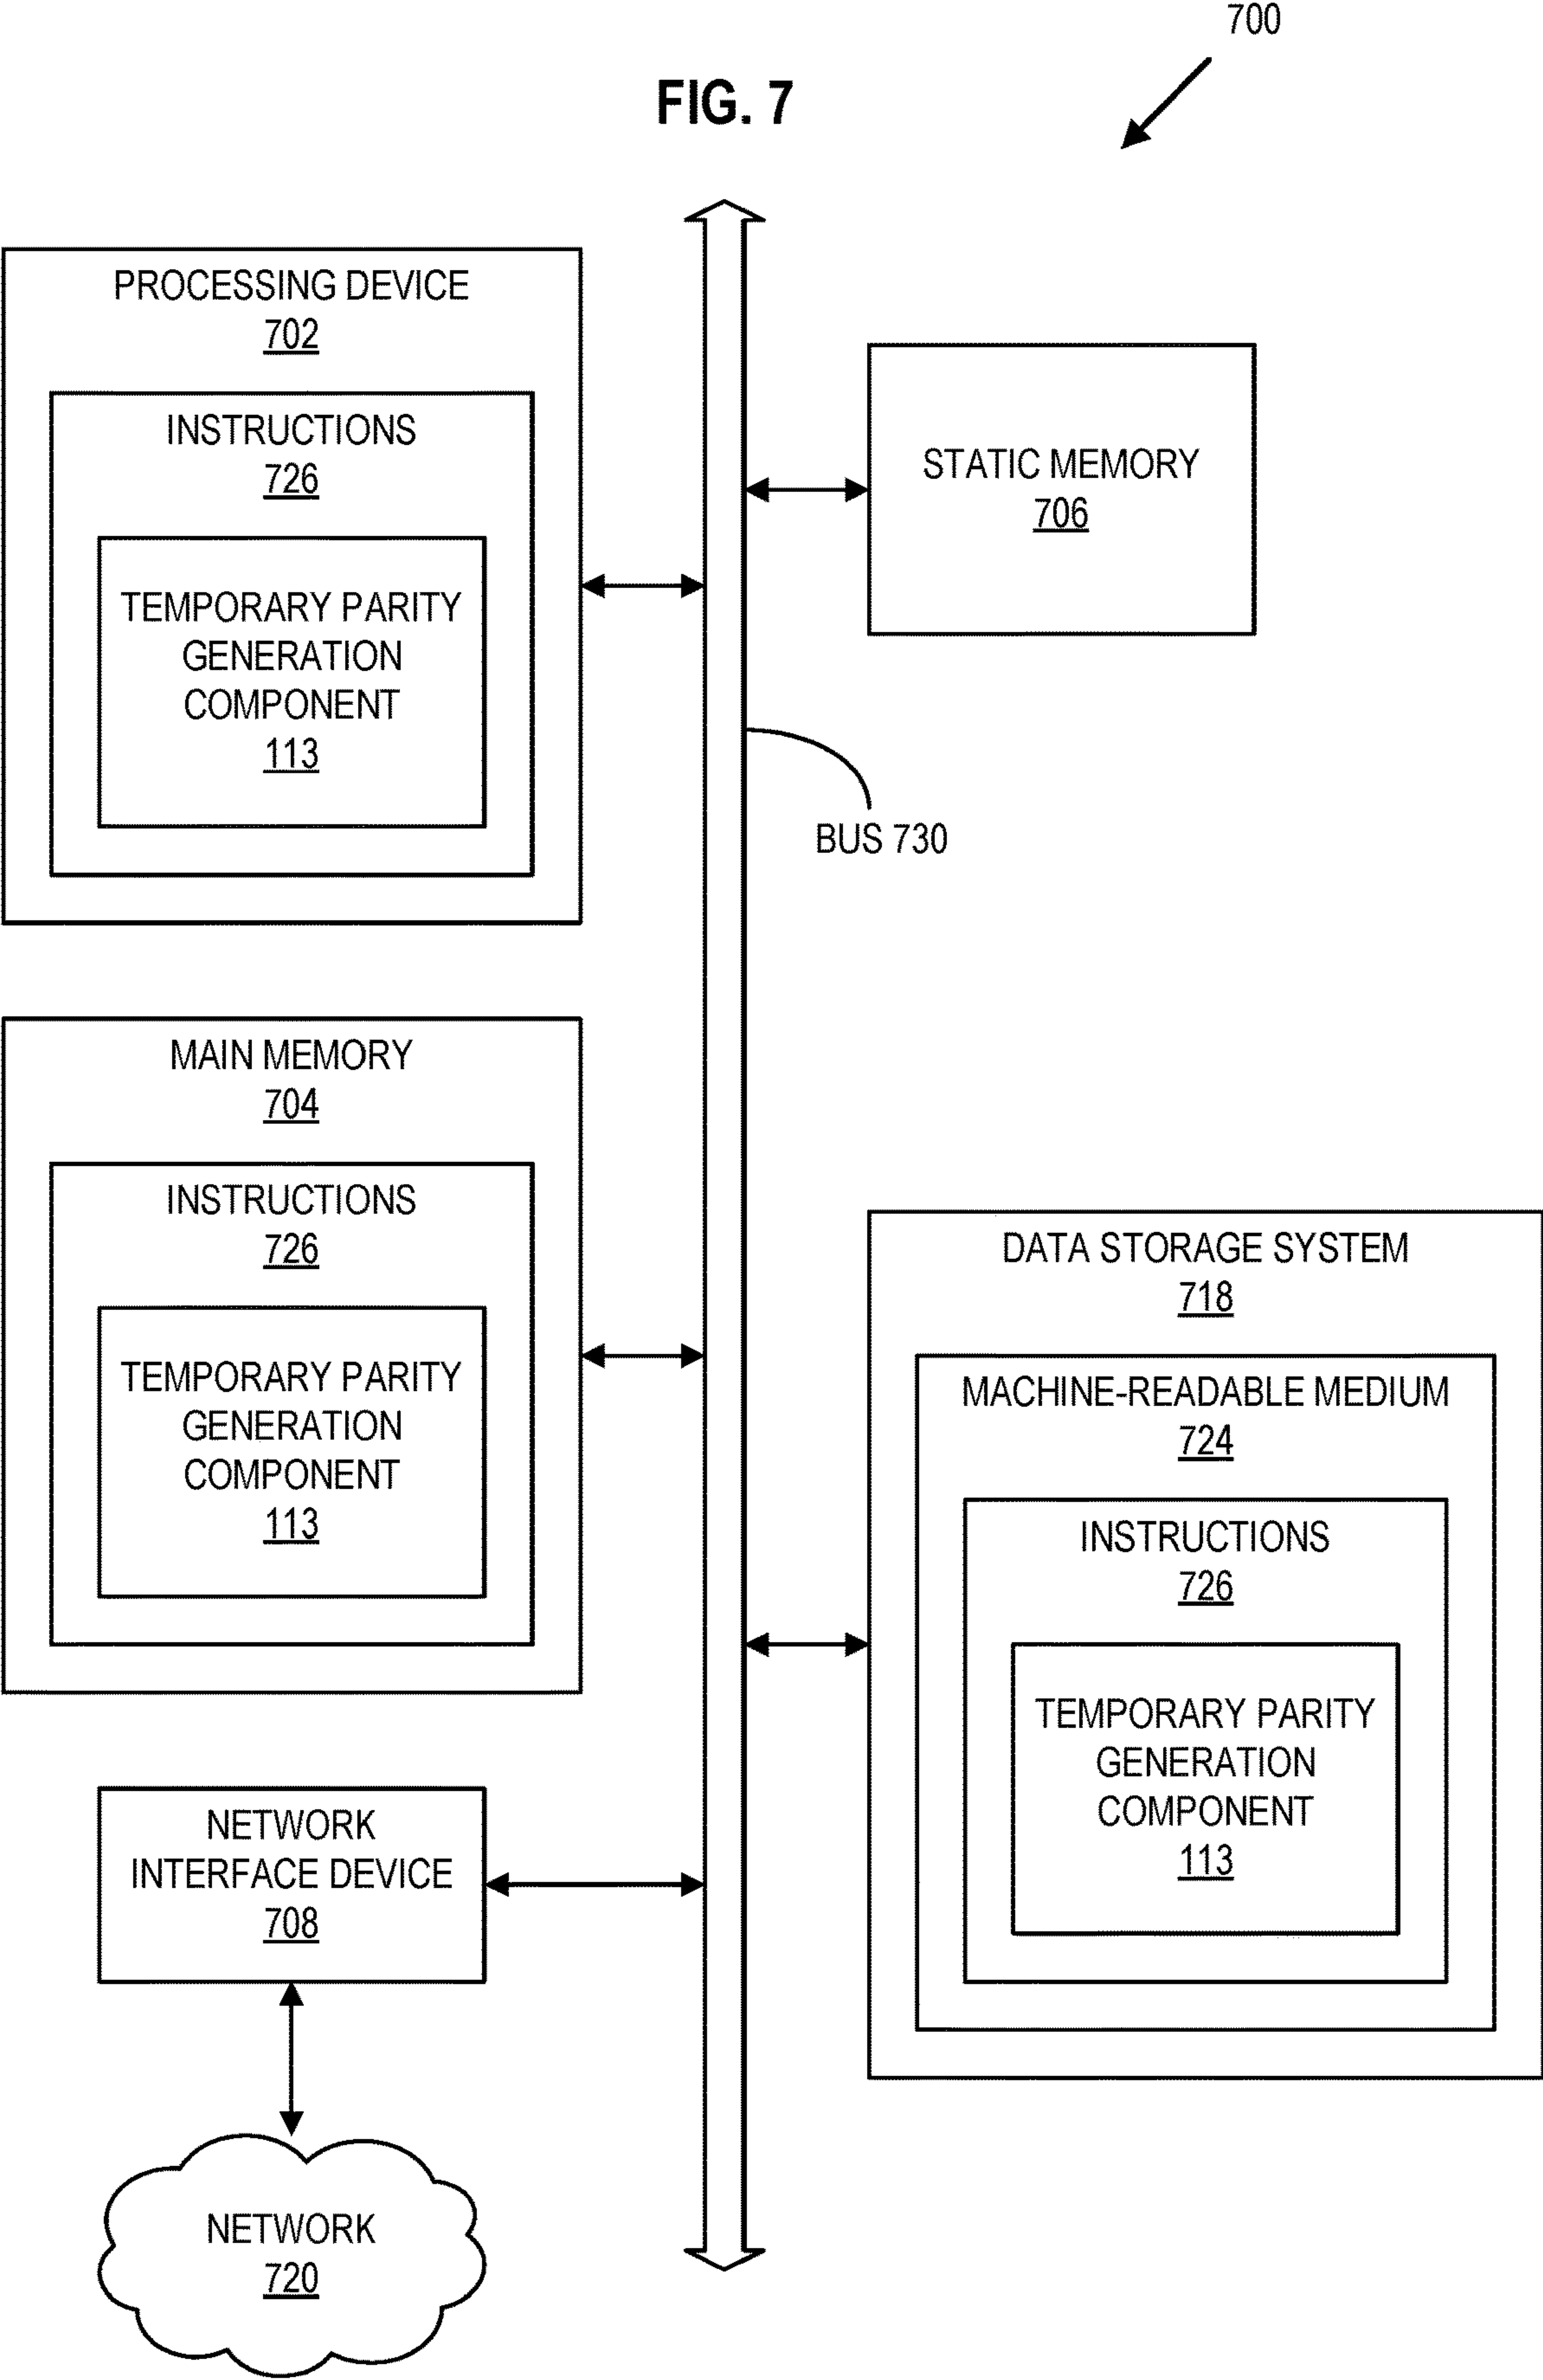 700
FIG. 7
PROCESSING DEVICE
702
INSTRUCTIONS
726
TEMPORARY PARITY
GENERATION
COMPONENT
113
STATIC MEMORY
706
BUS 730
MAIN MEMORY
704
INSTRUCTIONS
726
TEMPORARY PARITY
GENERATION
COMPONENT
113
DATA STORAGE SYSTEM
718
MACHINE-READABLE MEDIUM
724
INSTRUCTIONS
726
TEMPORARY PARITY
GENERATION
COMPONENT
113
NETWORK
INTERFACE DEVICE
708
NETWORK
720